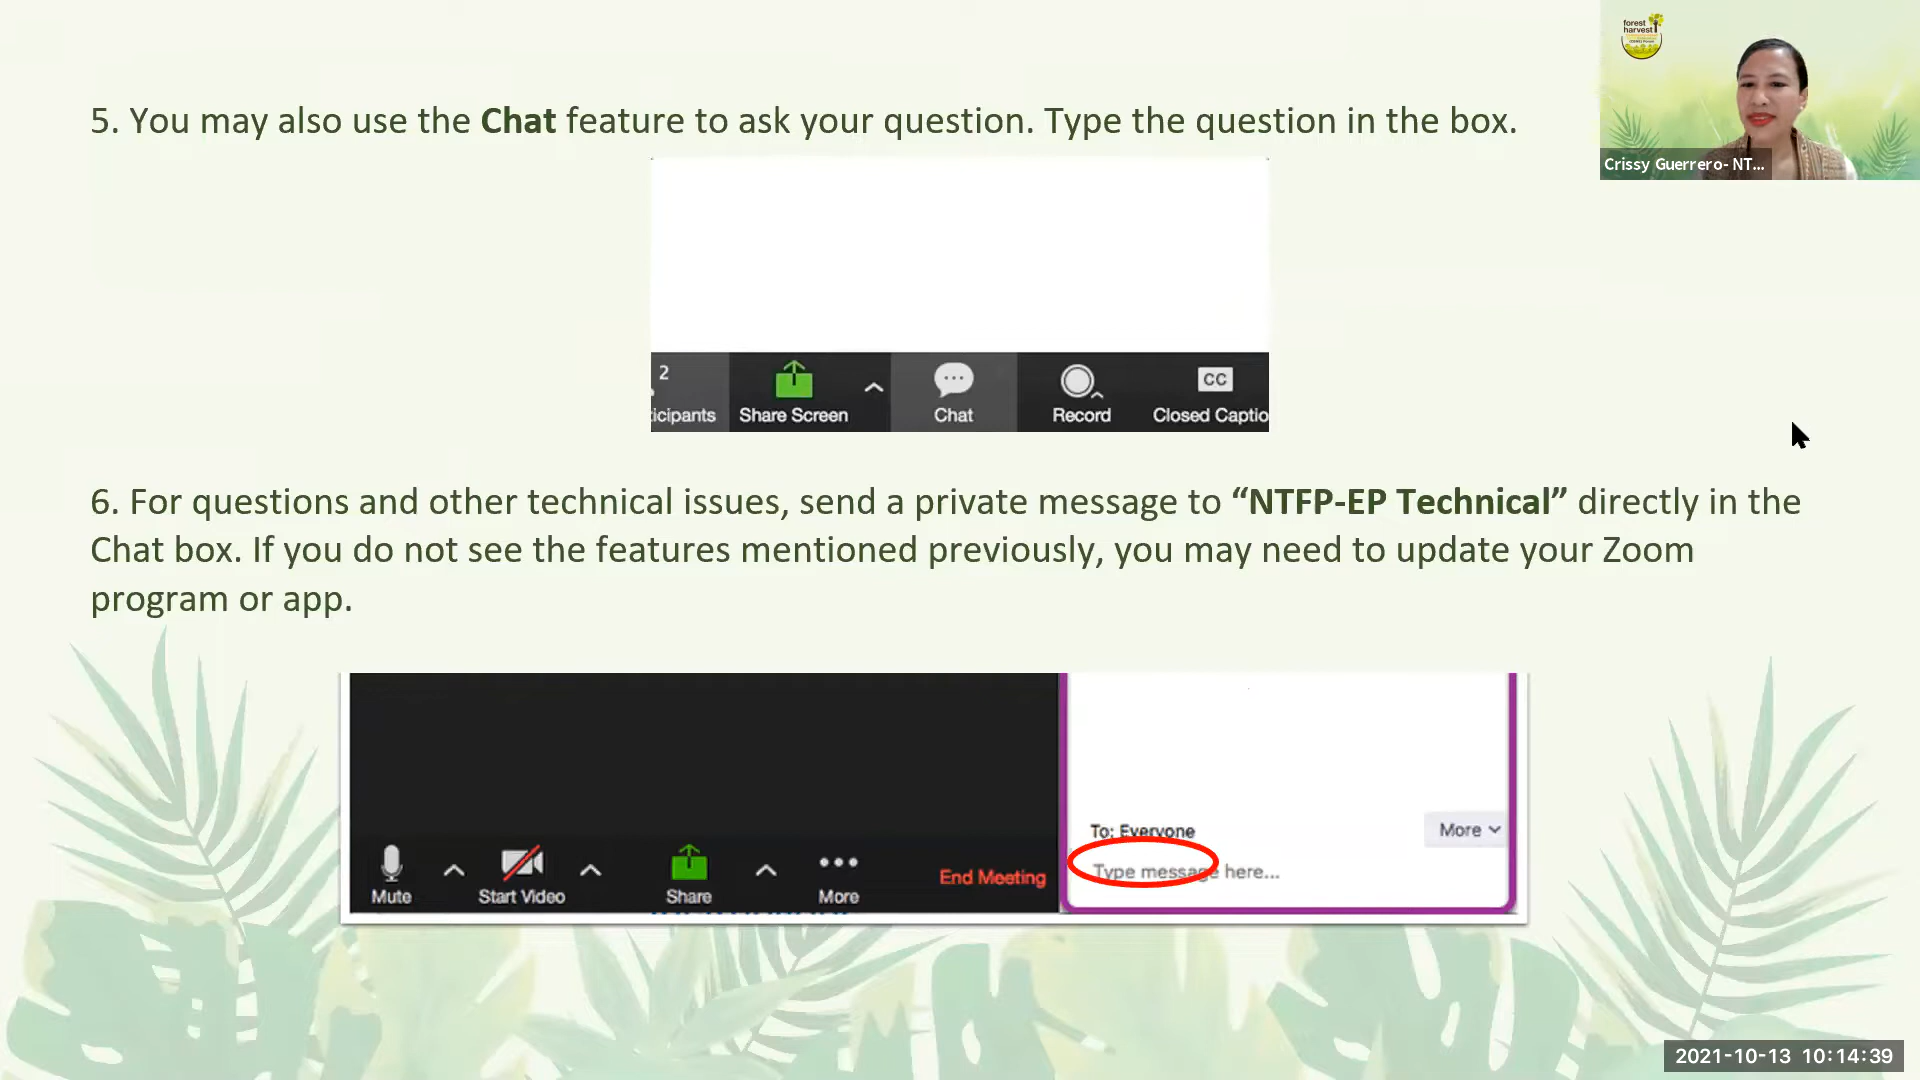 forest
harvest
Crissy Guerrero- NT...
5. You may also use the Chat feature to ask your question. Type the question in the box.
2
icipants
Share Screen
Chat
Record
CC
Closed Captio
6. For questions and other technical issues, send a private message to “NTFP-EP Technical” directly in the
Chat box. If you do not see the features mentioned previously, you may need to update your Zoom
program or app.
To: Everyone
More
Type message here...
Mute
Start Video
Share
More
End Meeting
2021-10-13 10:14:39